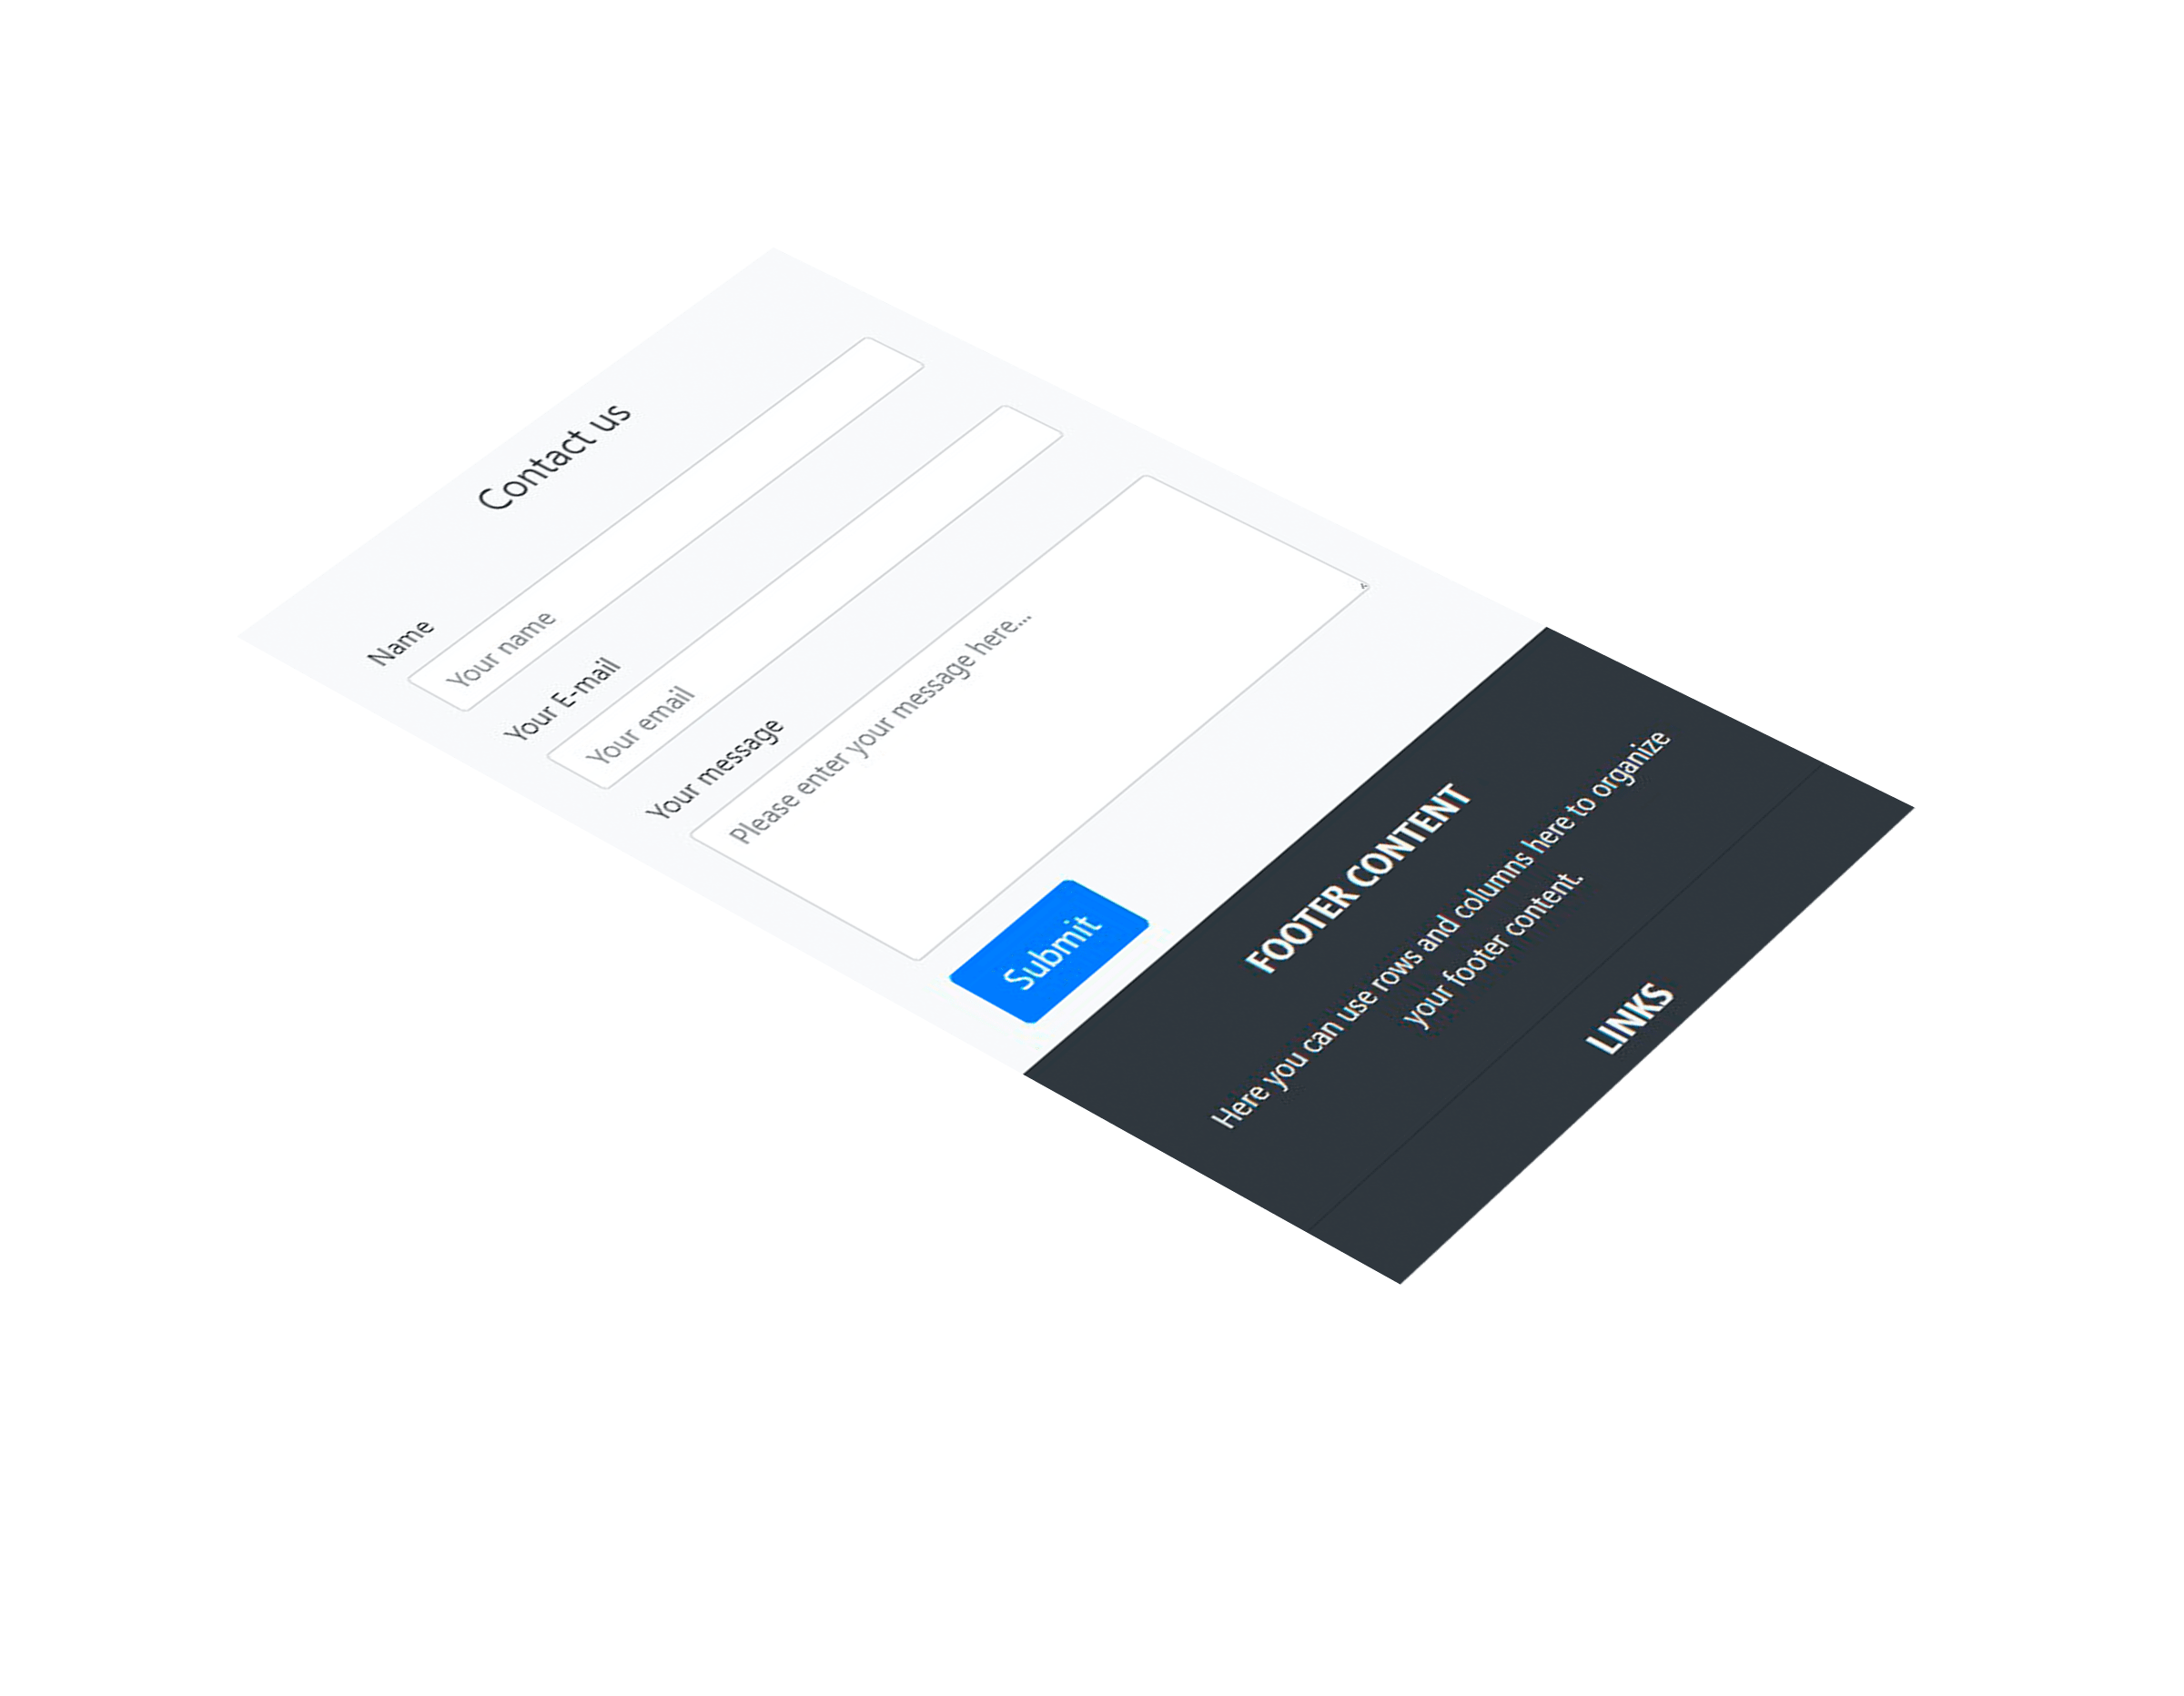 Contact us
Name
Your name
Your E-mail
Your email
Your message
Please enter your message here...
Submit
FOOTER CONTENT
Here you can use rows and columns here to organize
your footer content.
LINKS